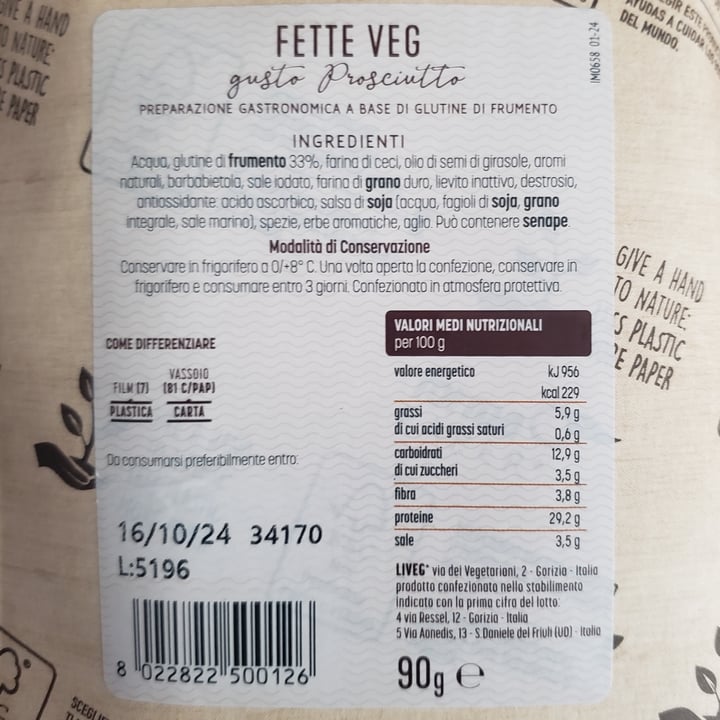 GIVE A HAND
TO NATURE:
S PLASTIC
E PAPER
AYUDAS A CUIDAR
DEL MUNDO.
IM0658 01-24
FETTE VEG
gusto Prosciutto
PREPARAZIONE GASTRONOMICA A BASE DI GLUTINE DI FRUMENTO
INGREDIENTI
Acqua, glutine di frumento 33%, farina di ceci, olio di semi di girasole, aromi
naturali, barbabietola, sale iodato, farina di grano duro, lievito inattivo, destrosio,
antiossidante: acido ascorbico, salsa di soja (acqua, fagioli di soja, grano
integrale, sale marino), spezie, erbe aromatiche, aglio. Può contenere senape.
Modalità di Conservazione
Conservare in frigorifero a 0/+8° C. Una volta aperta la confezione, conservare in
frigorifero e consumare entro 3 giorni. Confezionato in atmosfera protettiva.
COME DIFFERENZIARE
FILM (7)
PLASTICA
VASSOIO
(81 C/PAP)
CARTA
Da consumarsi preferibilmente entro:
16/10/24 34170
L:5196
8 022822 500126
VALORI MEDI NUTRIZIONALI
per 100 g
valore energetico kJ 956
kcal 229
grassi 5,9 g
di cui acidi grassi saturi 0,6 g
carboidrati 12,9 g
di cui zuccheri 3,5 g
fibra 3,8 g
proteine 29,2 g
sale 3,5 g
LIVEG® via dei Vegetariani, 2 - Gorizia - Italia
prodotto confezionato nello stabilimento
indicato con la prima cifra del lotto:
4 via Ressel, 12 - Gorizia - Italia
5 Via Aonedis, 13 - S.Daniele del Friuli (UD) - Italia
90g ℮
GIVE A HAND
TO NATURE:
S PLASTIC
E PAPER